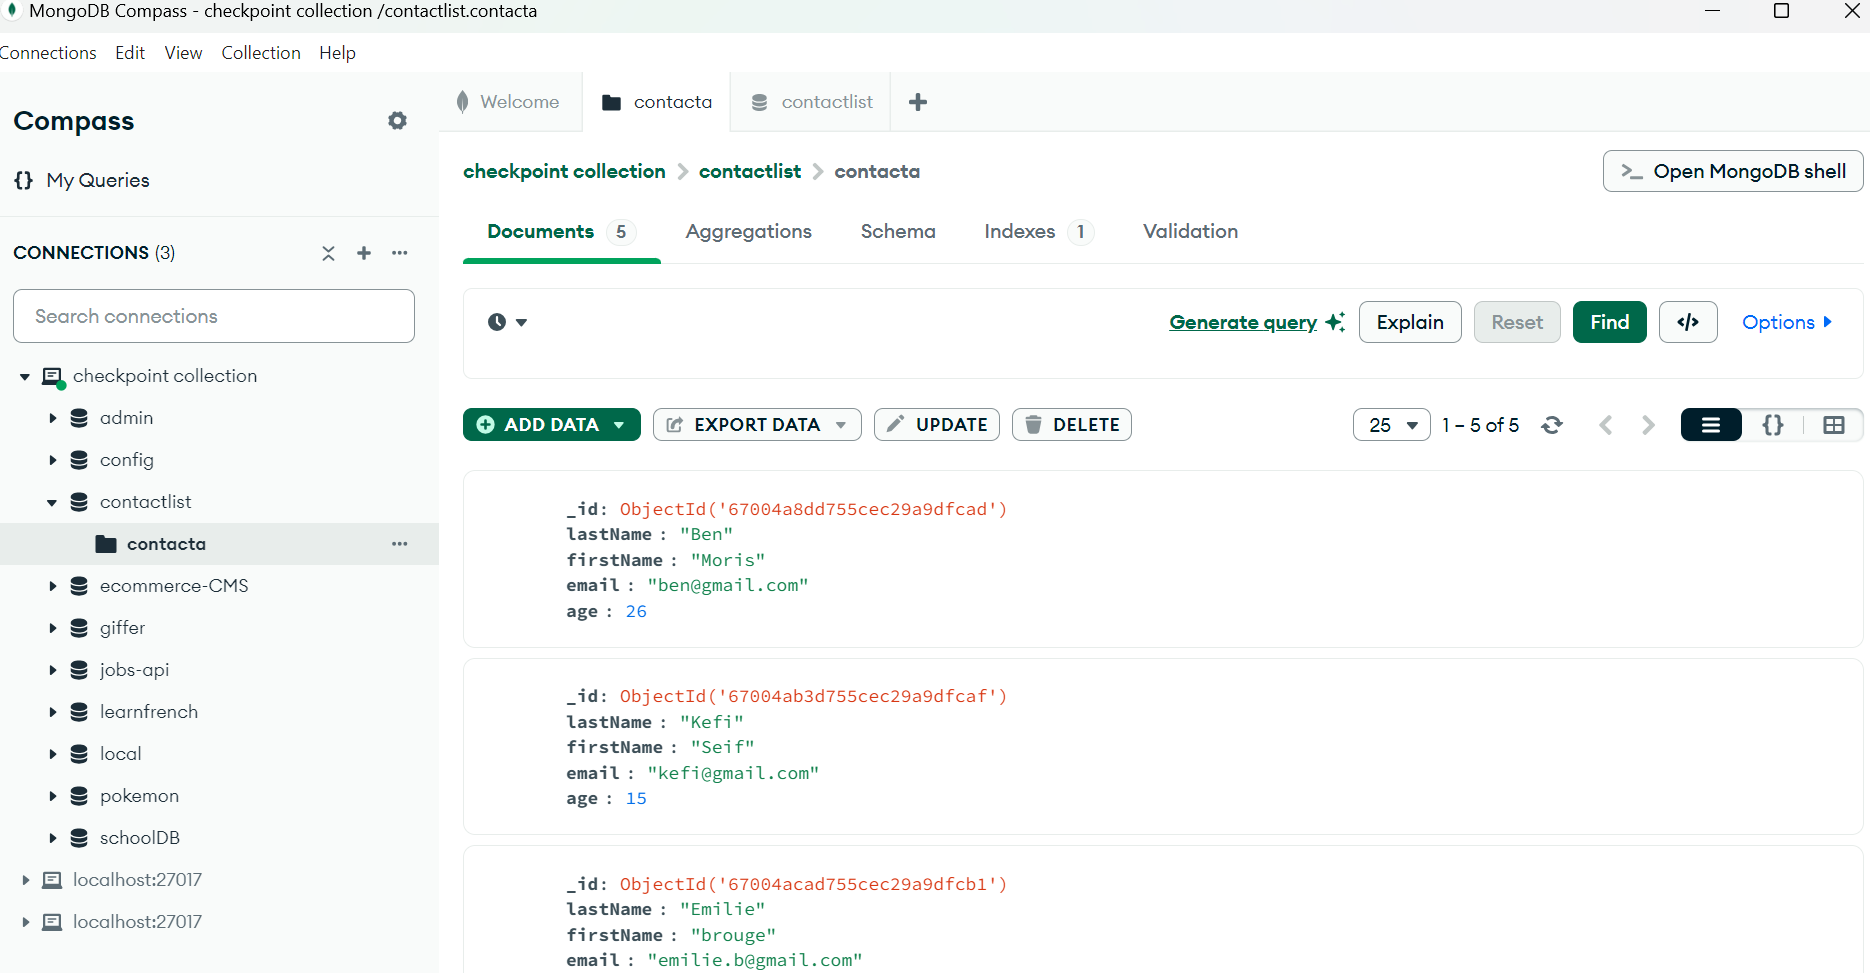 MongoDB Compass - checkpoint collection /contactlist.contacta
Connections Edit View Collection Help
Compass
{} My Queries
CONNECTIONS (3)
Search connections
checkpoint collection
admin
config
contactlist
contacta
ecommerce-CMS
giffer
jobs-api
learnfrench
local
pokemon
schoolDB
localhost:27017
localhost:27017
Welcome contacta contactlist
checkpoint collection > contactlist > contacta
Open MongoDB shell
Documents 5 Aggregations Schema Indexes 1 Validation
Generate query Explain Reset Find </> Options
ADD DATA EXPORT DATA UPDATE DELETE 25 1 – 5 of 5 {}
_id: ObjectId('67004a8dd755cec29a9dfcad')
lastName : "Ben"
firstName : "Moris"
email : "ben@gmail.com"
age : 26
_id: ObjectId('67004ab3d755cec29a9dfcaf')
lastName : "Kefi"
firstName : "Seif"
email : "kefi@gmail.com"
age : 15
_id: ObjectId('67004acad755cec29a9dfcb1')
lastName : "Emilie"
firstName : "brouge"
email : "emilie.b@gmail.com"